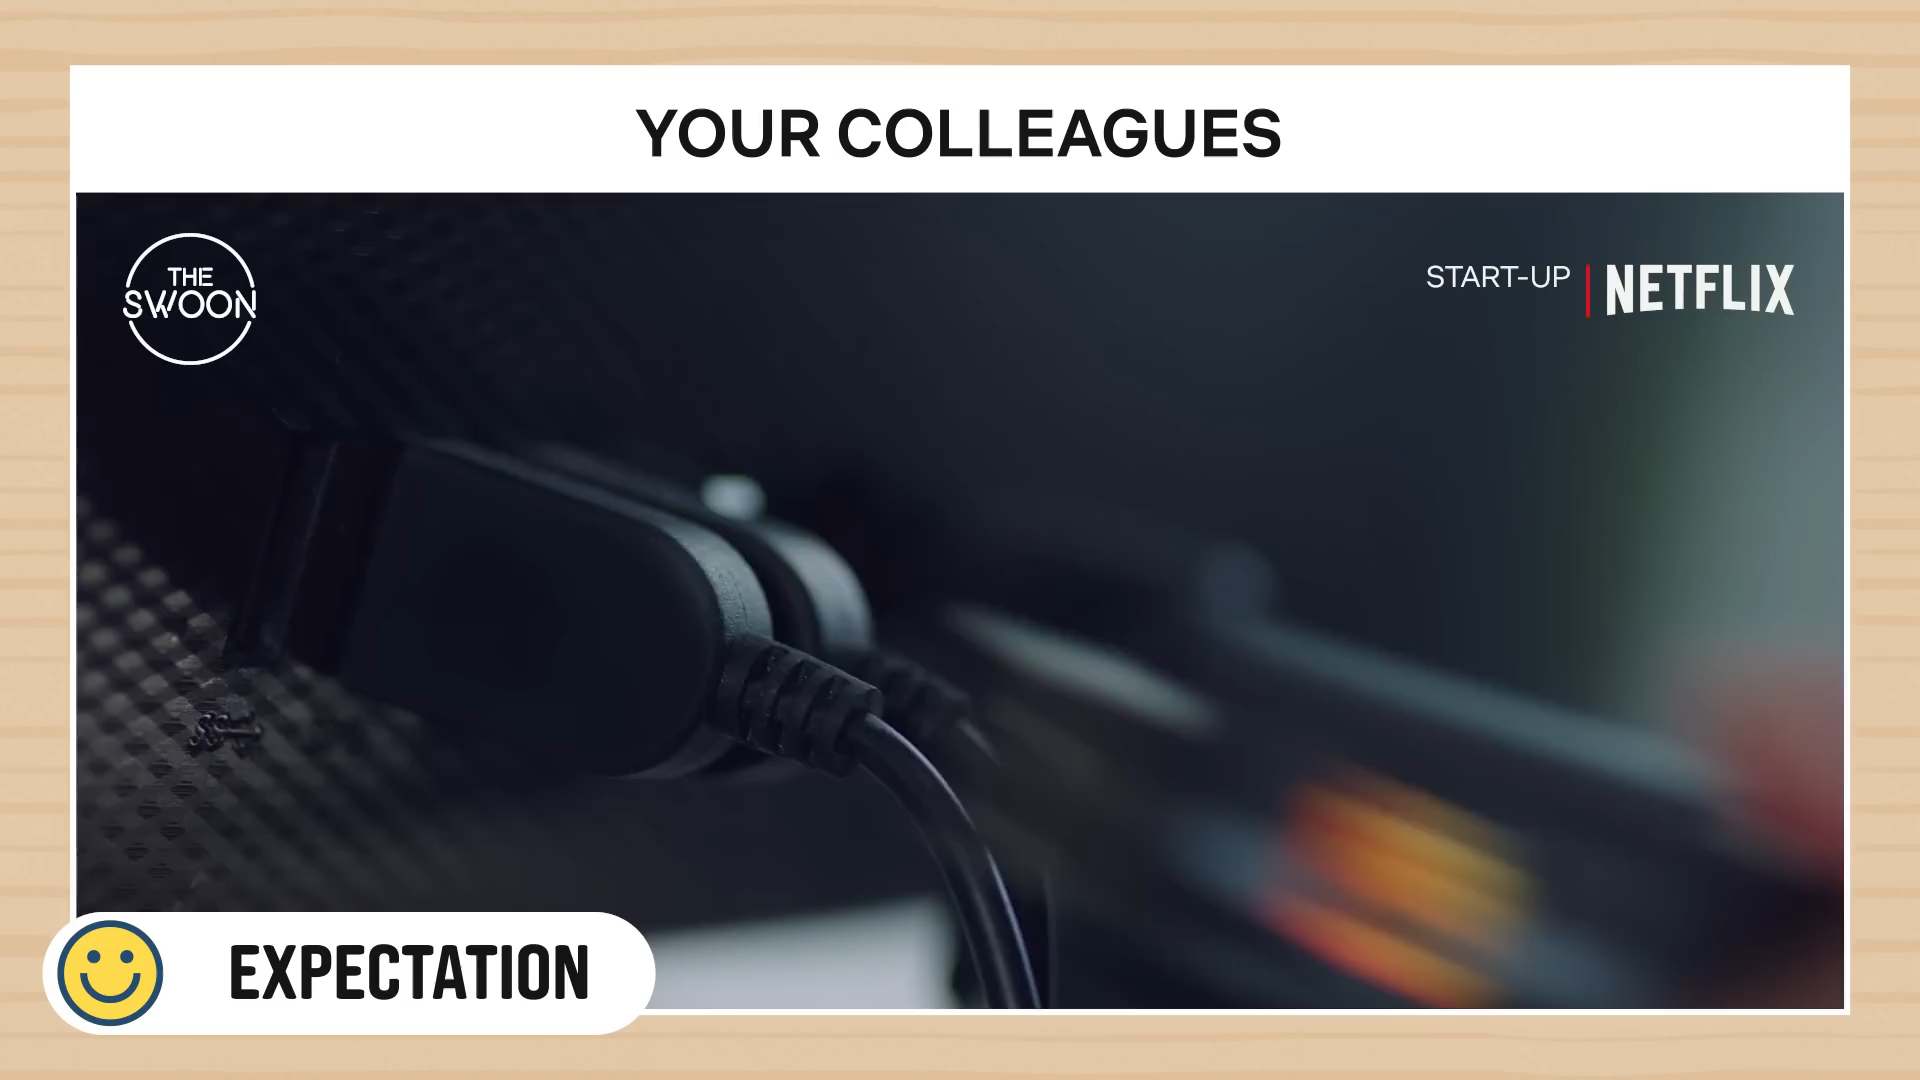 YOUR COLLEAGUES
THE
SWOON
START-UP
NETFLIX
EXPECTATION